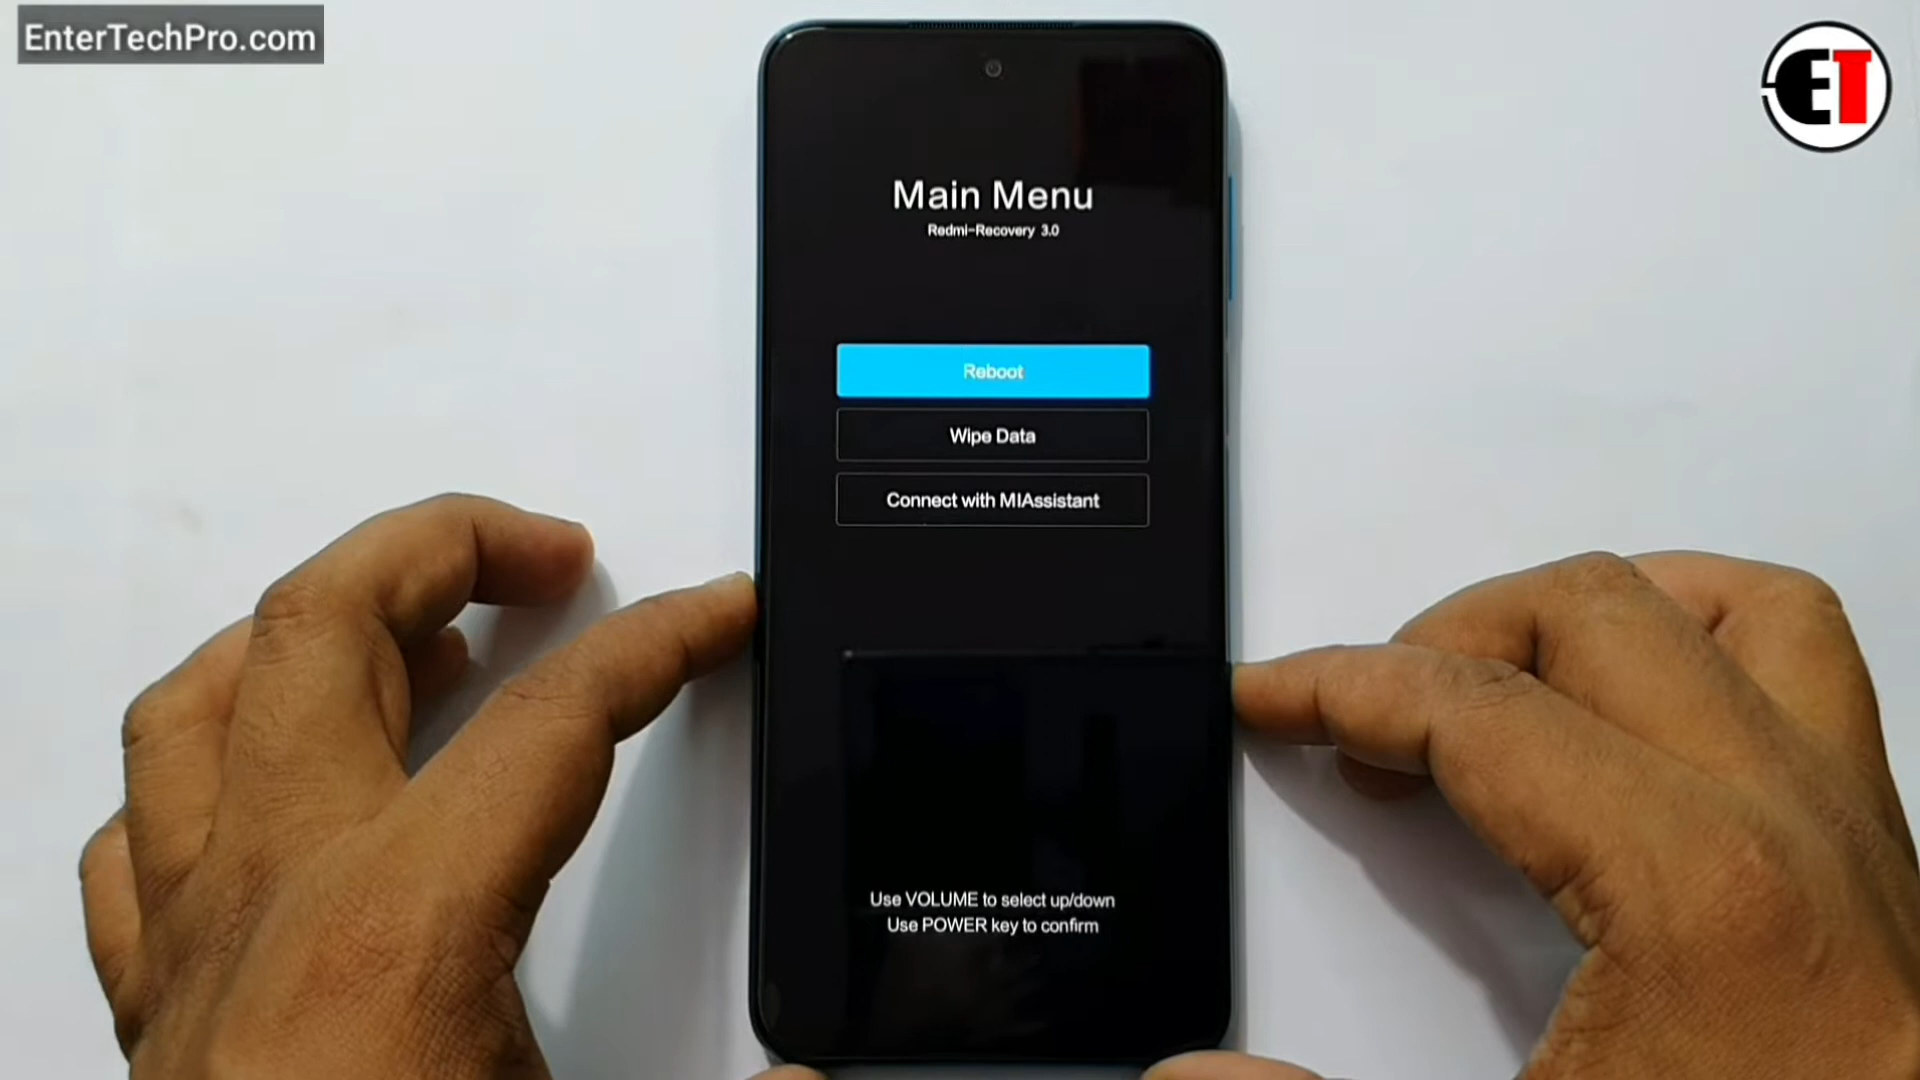 EnterTechPro.com
ET
Main Menu
Redmi-Recovery 3.0
Reboot
Wipe Data
Connect with MIAssistant
Use VOLUME to select up/down
Use POWER key to confirm